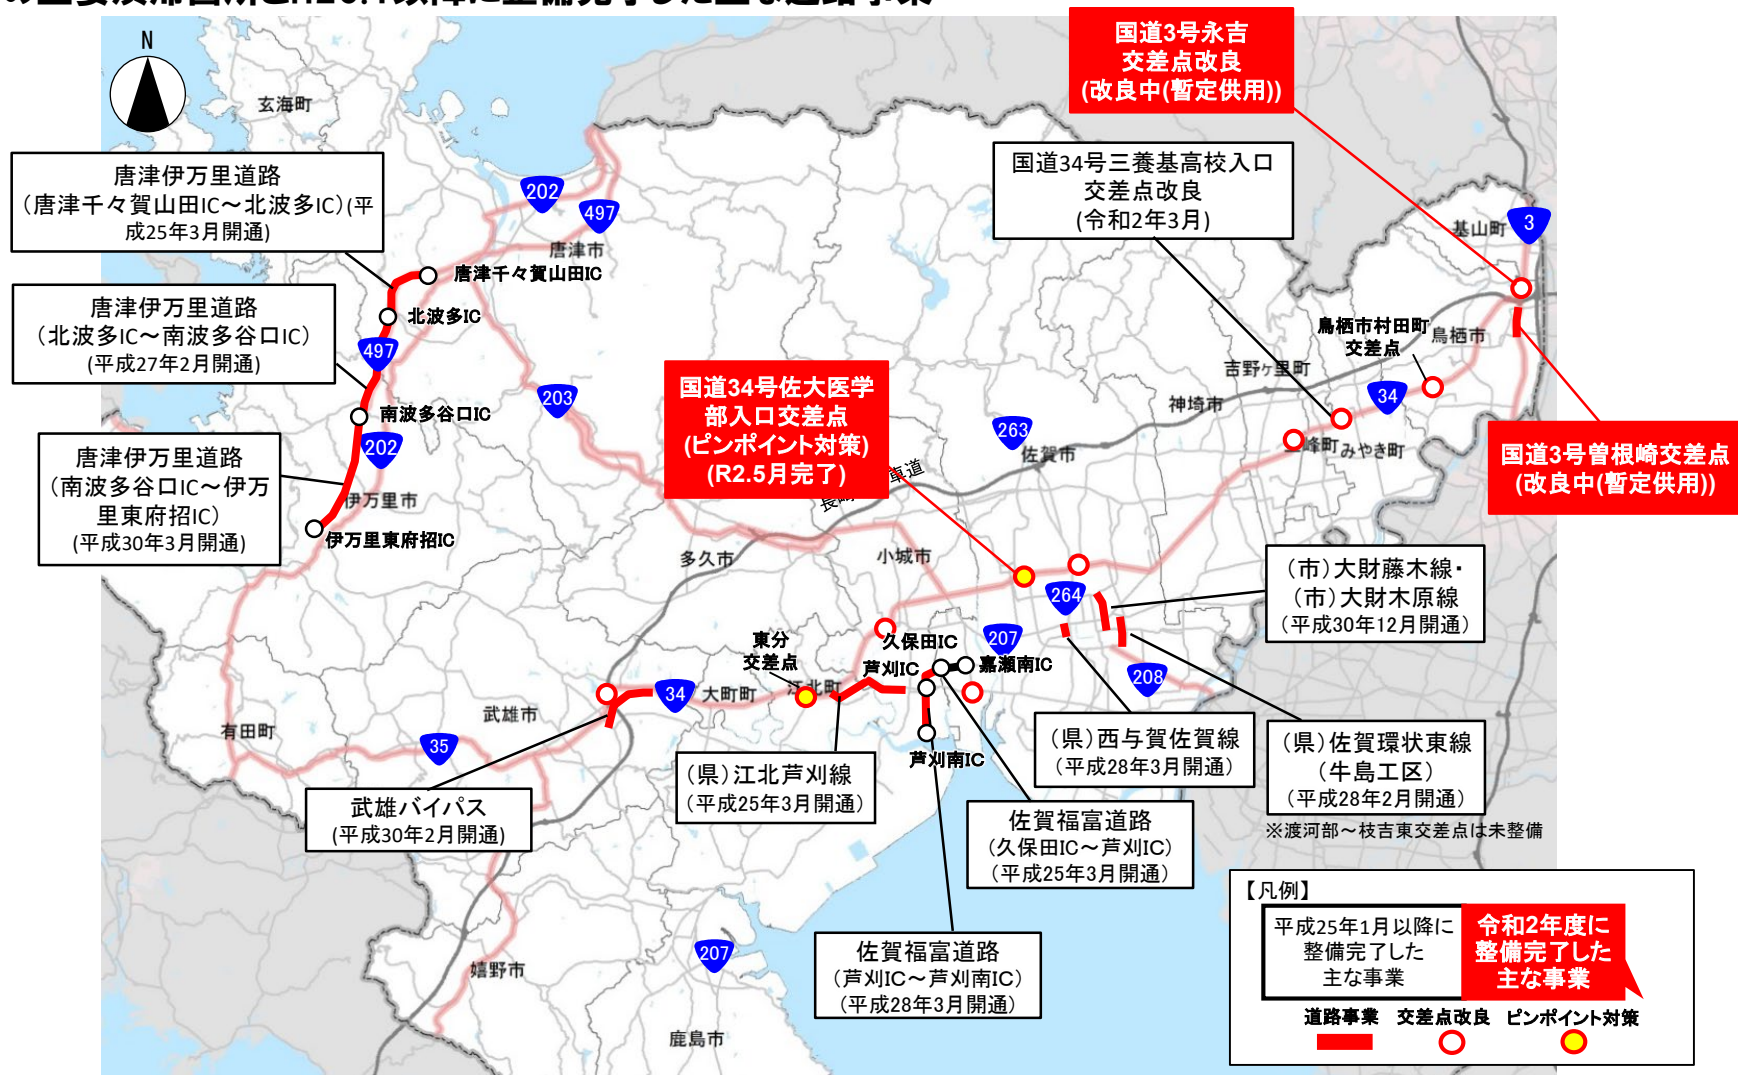 N
玄海町
国道3号永吉
交差点改良
(改良中(暫定供用))
唐津伊万里道路
(唐津千々賀山田IC～北波多IC)(平
成25年3月開通)
国道34号三養基高校入口
交差点改良
(令和2年3月)
202
497
唐津市
3
基山町
唐津千々賀山田IC
唐津伊万里道路
(北波多IC～南波多谷口IC)
(平成27年2月開通)
北波多IC
497
鳥栖市村田町
交差点
鳥栖市
吉野ヶ里町
34
神埼市
国道34号佐大医学
部入口交差点
(ピンポイント対策)
(R2.5月完了)
203
263
佐賀市
南波多谷口IC
202
峰町
みやき町
国道3号曽根崎交差点
(改良中(暫定供用))
唐津伊万里道路
(南波多谷口IC～伊万
里東府招IC)
(平成30年3月開通)
伊万里市
伊万里東府招IC
車道
多久市
小城市
264
(市)大財藤木線・
(市)大財木原線
(平成30年12月開通)
東分
交差点
久保田IC
207
芦刈IC
嘉瀬南IC
208
34
大町町
江北町
武雄市
有田町
35
芦刈南IC
(県)江北芦刈線
(平成25年3月開通)
(県)西与賀佐賀線
(平成28年3月開通)
(県)佐賀環状東線
(牛島工区)
(平成28年2月開通)
※渡河部～枝吉東交差点は未整備
武雄バイパス
(平成30年2月開通)
佐賀福富道路
(久保田IC～芦刈IC)
(平成25年3月開通)
佐賀福富道路
(芦刈IC～芦刈南IC)
(平成28年3月開通)
207
嬉野市
鹿島市
【凡例】
平成25年1月以降に
整備完了した
主な事業
令和2年度に
整備完了した
主な事業
道路事業 交差点改良 ピンポイント対策